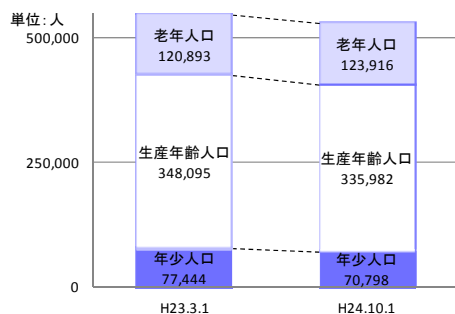 単位:人
500,000
250,000
0
老年人口
120,893
生産年齢人口
348,095
年少人口
77,444
老年人口
123,916
生産年齢人口
335,982
年少人口
70,798
H23.3.1
H24.10.1